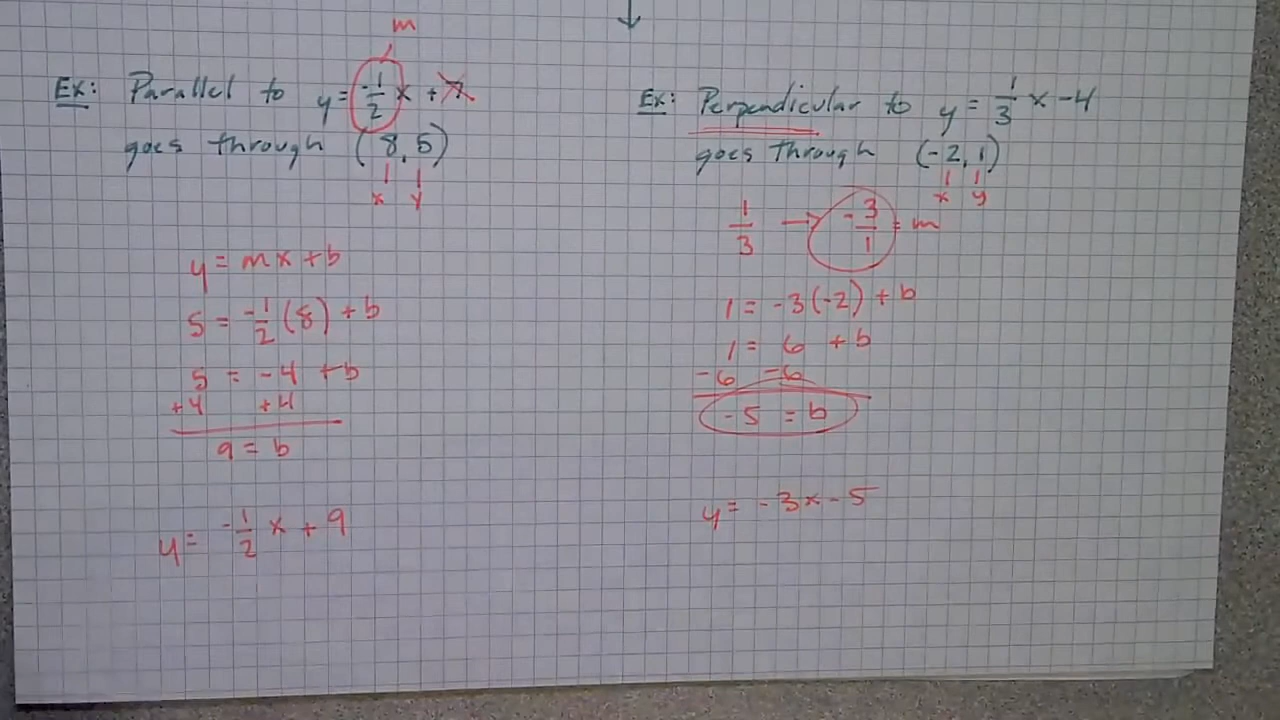 m
Ex: Parallel to y = -1/2 x + 7
goes through (8, 5)
x y
y = mx + b
5 = -1/2 (8) + b
5 = -4 + b
+4 +4
9 = b
y = -1/2 x + 9
Ex: Perpendicular to y = 1/3 x - 4
goes through (-2, 1)
x y
1/3 → -3/1 = m
1 = -3(-2) + b
1 = 6 + b
-6 -6
-5 = b
y = -3x - 5